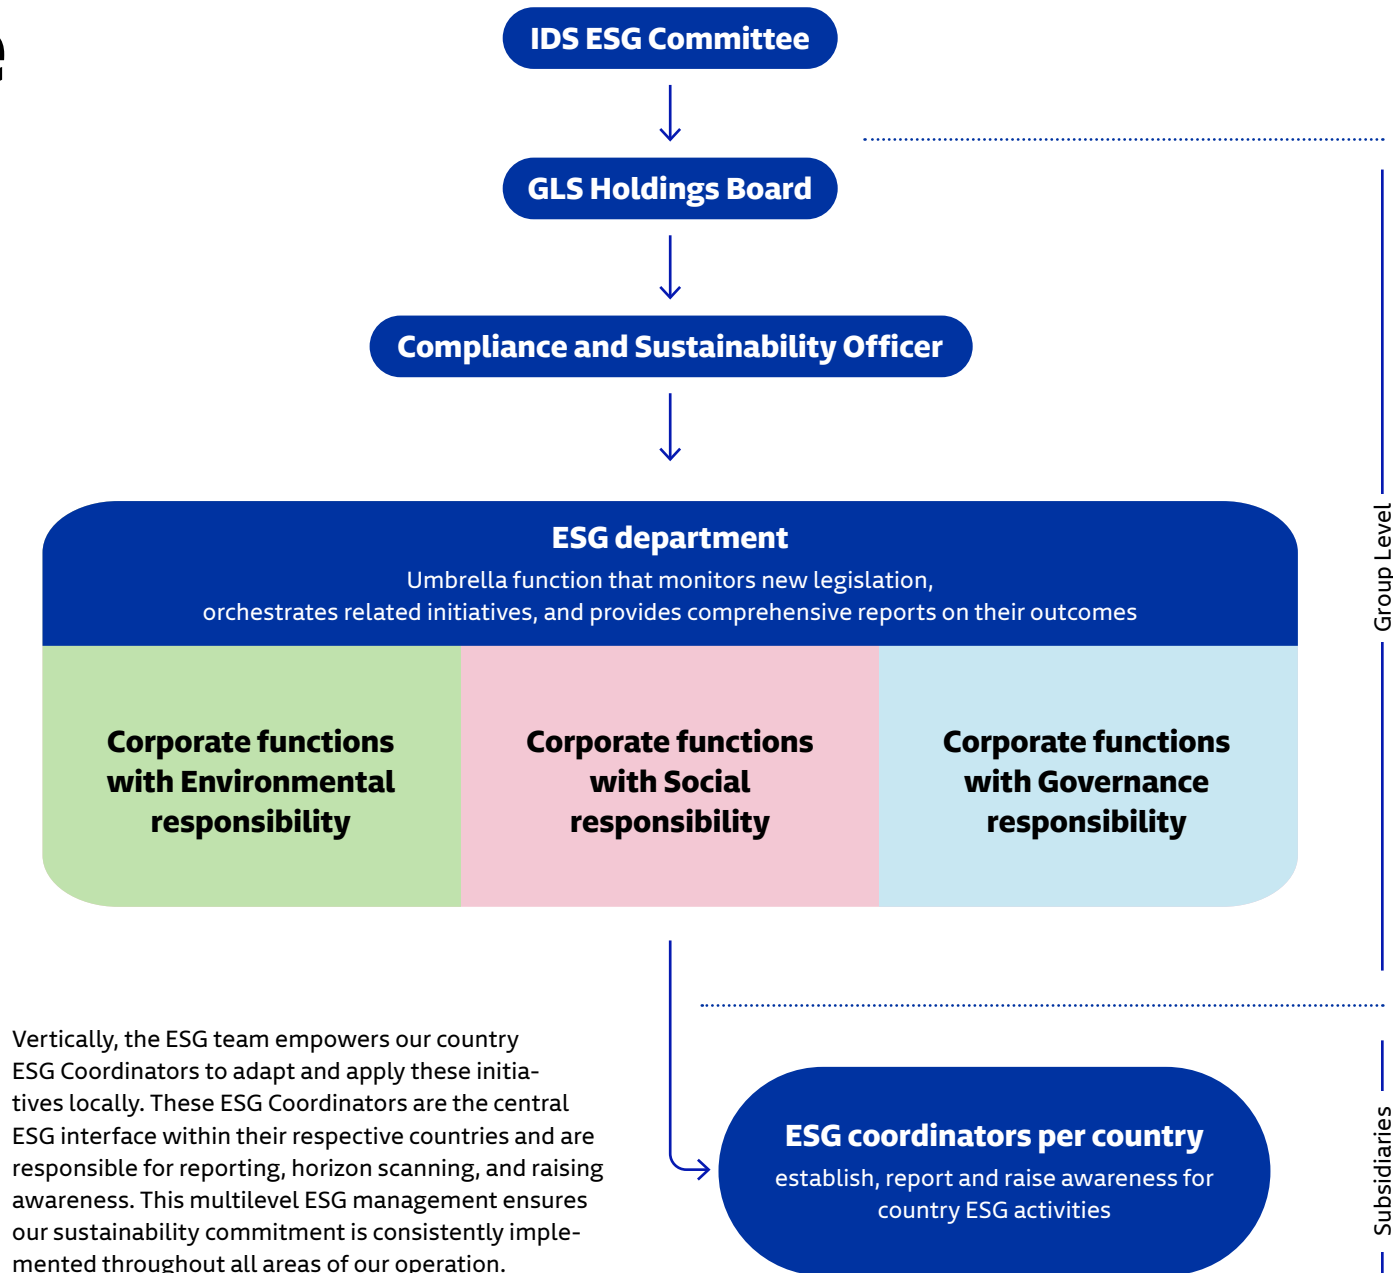 e
IDS ESG Committee
GLS Holdings Board
Compliance and Sustainability Officer
ESG department
Umbrella function that monitors new legislation,
orchestrates related initiatives, and provides comprehensive reports on their outcomes
Corporate functions
with Environmental
responsibility
Corporate functions
with Social
responsibility
Corporate functions
with Governance
responsibility
Group Level
Vertically, the ESG team empowers our country
ESG Coordinators to adapt and apply these initia-
tives locally. These ESG Coordinators are the central
ESG interface within their respective countries and are
responsible for reporting, horizon scanning, and raising
awareness. This multilevel ESG management ensures
our sustainability commitment is consistently imple-
mented throughout all areas of our operation.
ESG coordinators per country
establish, report and raise awareness for
country ESG activities
Subsidiaries